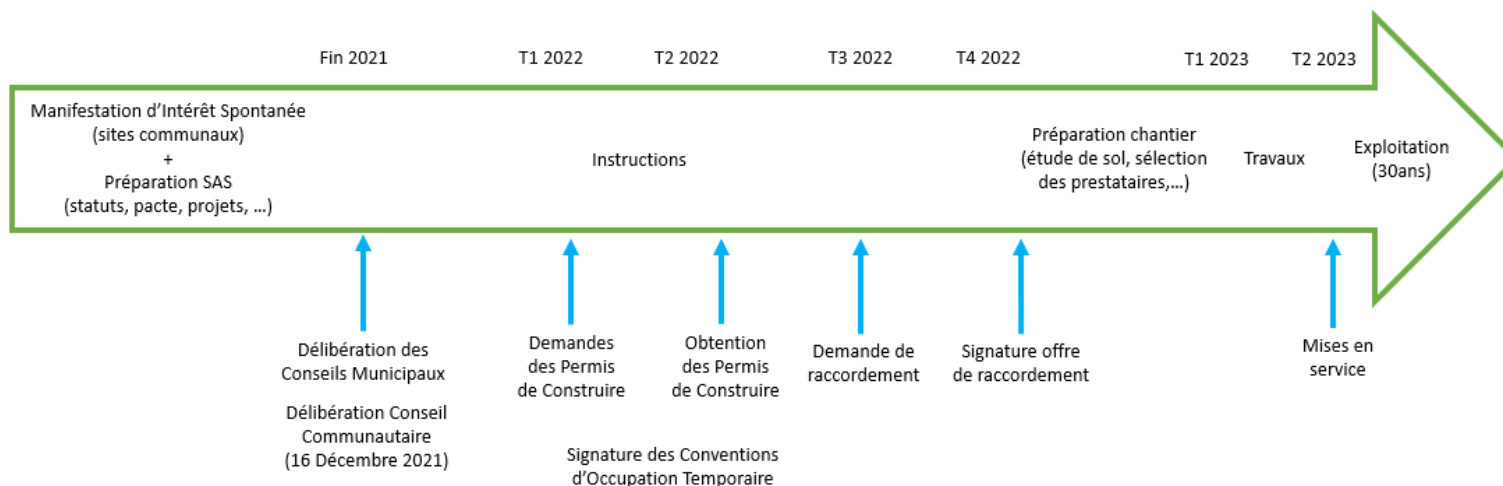 Fin 2021
T1 2022
T2 2022
T3 2022
T4 2022
T1 2023
T2 2023
Manifestation d’Intérêt Spontanée
(sites communaux)
+
Préparation SAS
(statuts, pacte, projets, …)
Instructions
Préparation chantier
(étude de sol, sélection
des prestataires,…)
Travaux
Exploitation
(30ans)
Délibération des
Conseils Municipaux
Délibération Conseil
Communautaire
(16 Décembre 2021)
Demandes
des Permis
de Construire
Obtention
des Permis
de Construire
Signature des Conventions
d’Occupation Temporaire
Demande de
raccordement
Signature offre
de raccordement
Mises en
service